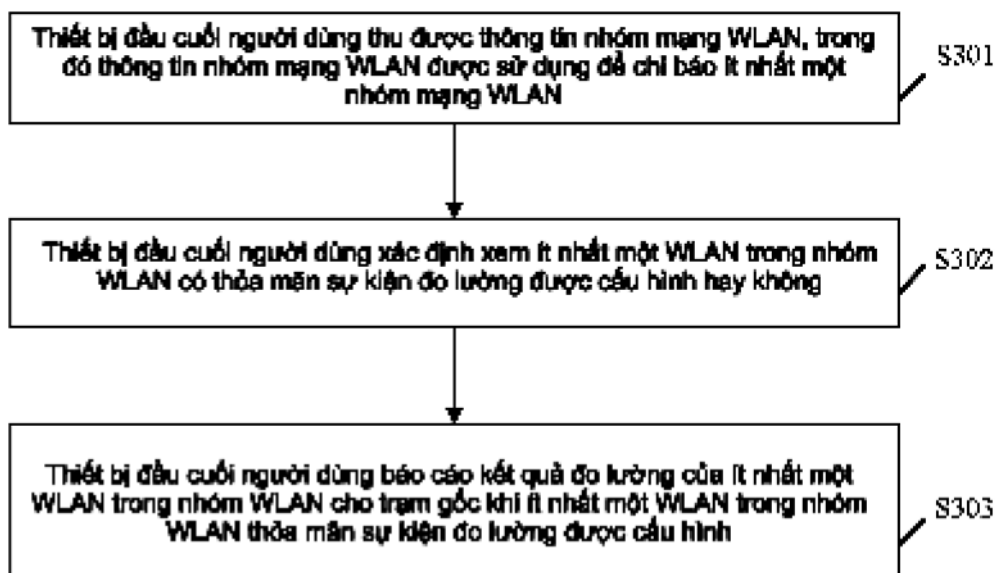 Thiết bị đầu cuối người dùng thu được thông tin nhóm mạng WLAN, trong
đó thông tin nhóm mạng WLAN được sử dụng để chỉ báo ít nhất một
nhóm mạng WLAN
S301
Thiết bị đầu cuối người dùng xác định xem ít nhất một WLAN trong nhóm
WLAN có thỏa mãn sự kiện đo lường được cấu hình hay không
S302
Thiết bị đầu cuối người dùng báo cáo kết quả đo lường của ít nhất một
WLAN trong nhóm WLAN cho trạm gốc khi ít nhất một WLAN trong nhóm
WLAN thỏa mãn sự kiện đo lường được cấu hình
S303